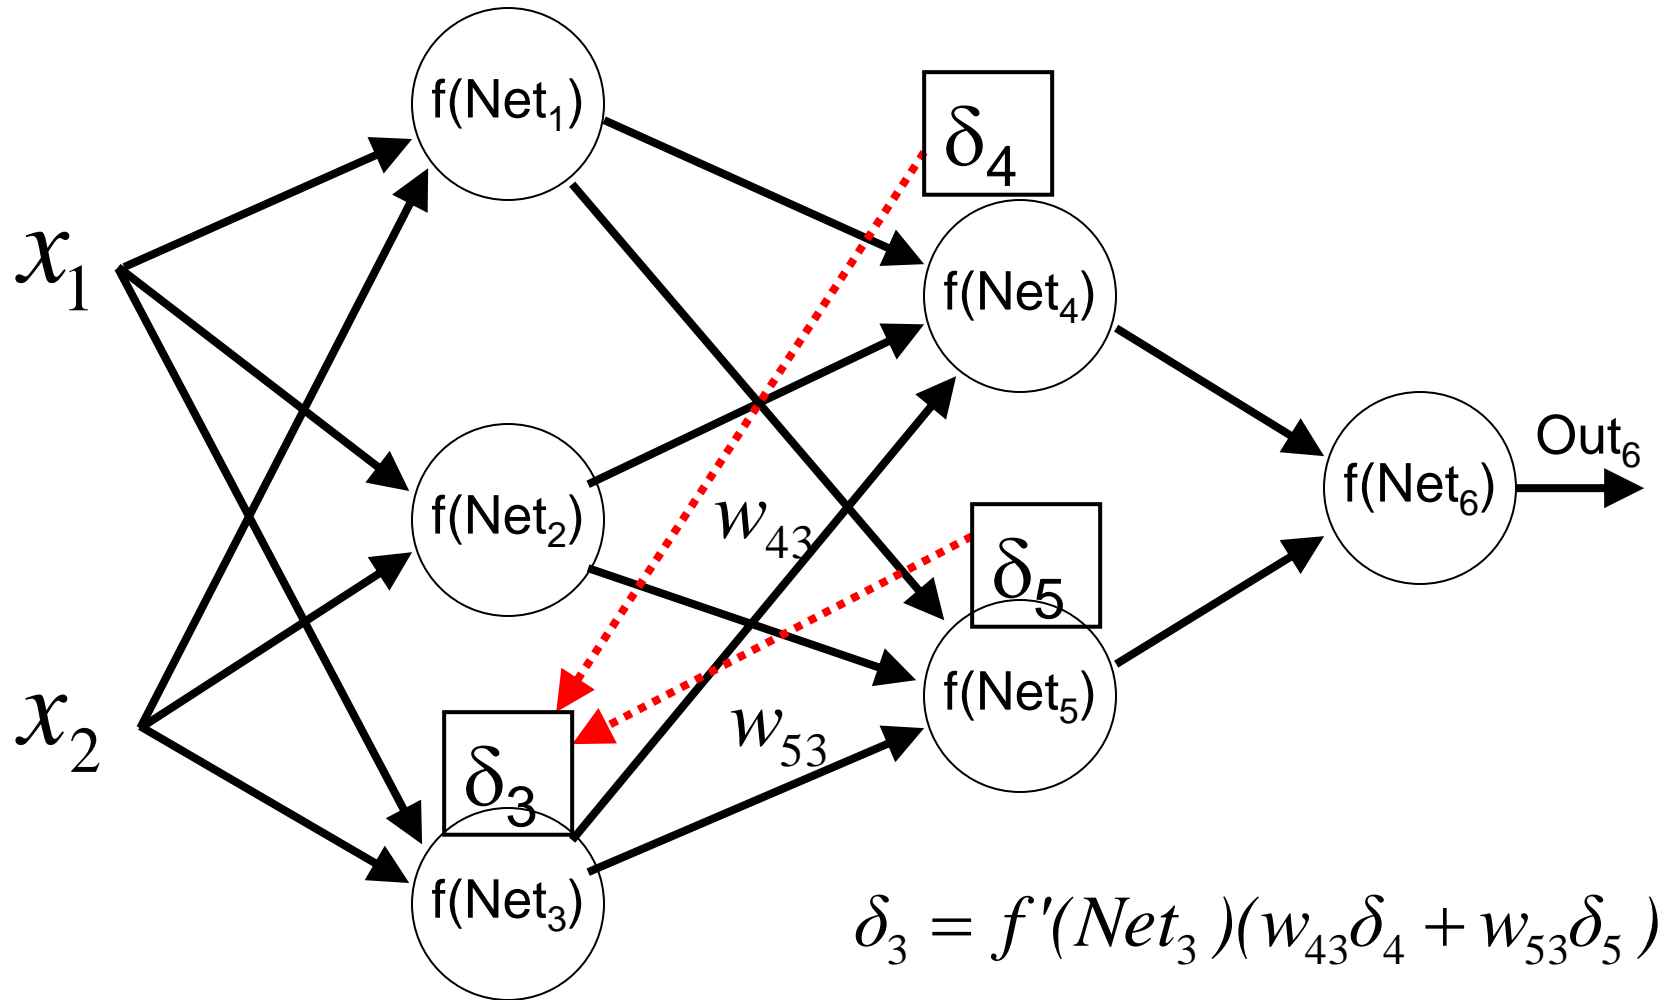 f(Net₁)
δ₄
x₁
f(Net₄)
Out₆
f(Net₆)
f(Net₂)
w₄₃
δ₅
x₂
w₅₃
f(Net₅)
δ₃
f(Net₃)
δ₃ = f'(Net₃)(w₄₃δ₄ + w₅₃δ₅)